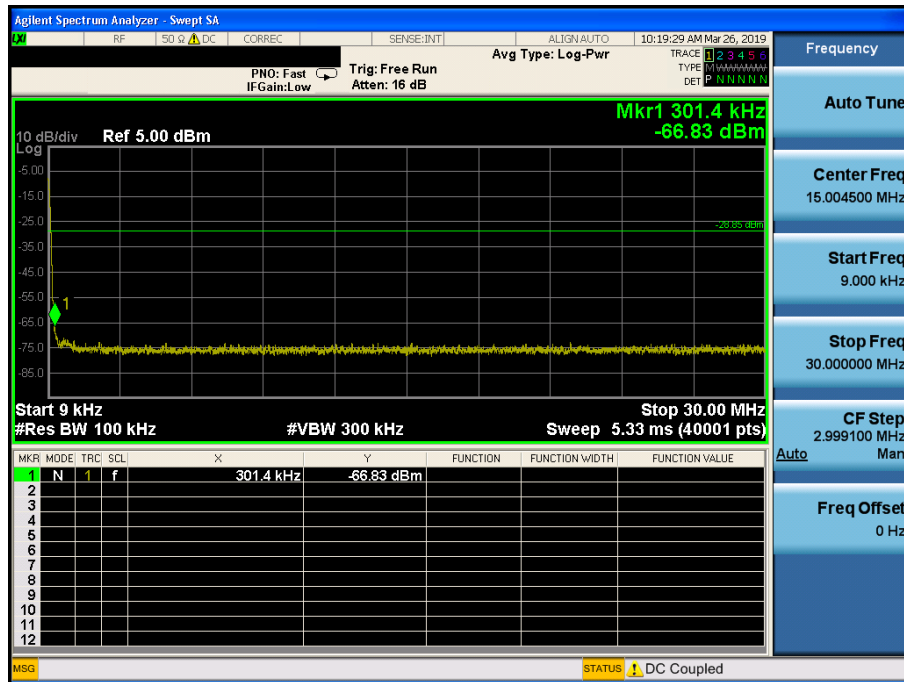 Agilent Spectrum Analyzer - Swept SA
LXI RF 50 Ω DC CORREC SENSE:INT ALIGN AUTO 10:19:29 AM Mar 26, 2019
Frequency
Avg Type: Log-Pwr
TRACE 1 2 3 4 5 6
PNO: Fast Trig: Free Run
TYPE M W W W W W
IFGain:Low Atten: 16 dB
DET P N N N N N
Auto Tune
Mkr1 301.4 kHz
10 dB/div Ref 5.00 dBm -66.83 dBm
Log
-5.00
-15.0
-25.0
-28.85 dBm
-35.0
-45.0
-55.0
1
-65.0
-75.0
-85.0
Start 9 kHz Stop 30.00 MHz
#Res BW 100 kHz #VBW 300 kHz Sweep 5.33 ms (40001 pts)
MKR MODE TRC SCL X Y FUNCTION FUNCTION WIDTH FUNCTION VALUE
1 N 1 f 301.4 kHz -66.83 dBm
2
3
4
5
6
7
8
9
10
11
12
Center Freq
15.004500 MHz
Start Freq
9.000 kHz
Stop Freq
30.000000 MHz
CF Step
2.999100 MHz
Auto Man
Freq Offset
0 Hz
MSG STATUS DC Coupled